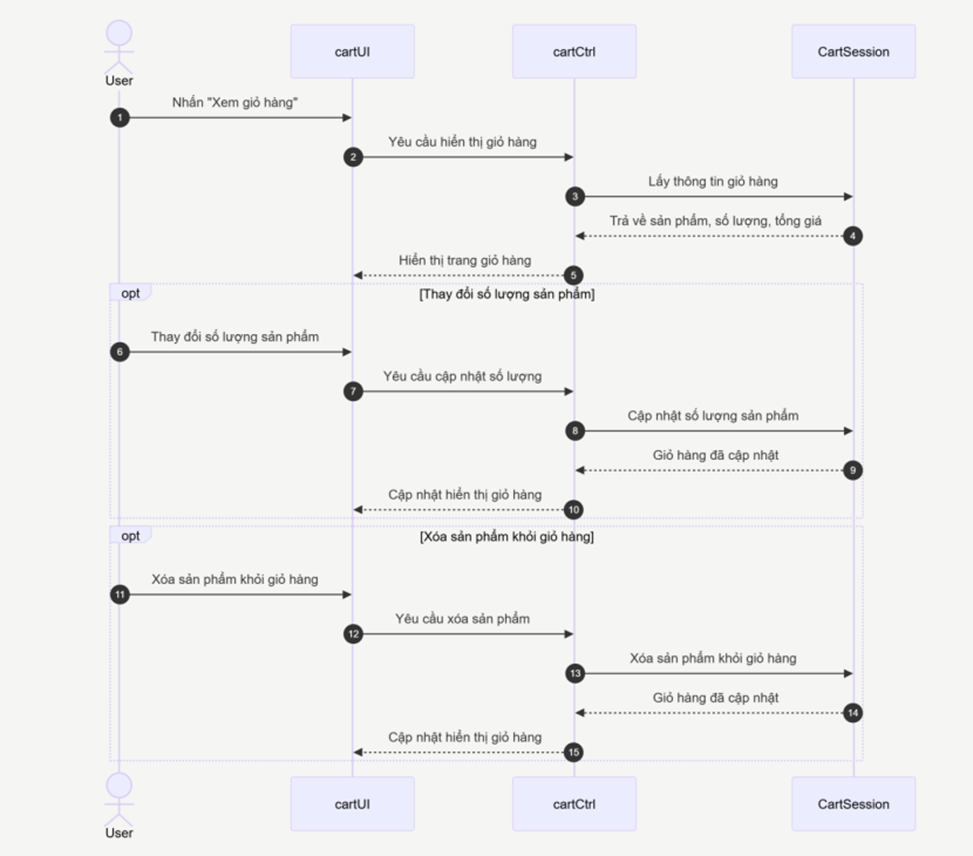 User
cartUI
cartCtrl
CartSession
Nhấn "Xem giỏ hàng"
1
Yêu cầu hiển thị giỏ hàng
2
Lấy thông tin giỏ hàng
3
Trả về sản phẩm, số lượng, tổng giá
4
Hiển thị trang giỏ hàng
5
opt
[Thay đổi số lượng sản phẩm]
Thay đổi số lượng sản phẩm
6
Yêu cầu cập nhật số lượng
7
Cập nhật số lượng sản phẩm
8
Giỏ hàng đã cập nhật
9
Cập nhật hiển thị giỏ hàng
10
opt
[Xóa sản phẩm khỏi giỏ hàng]
Xóa sản phẩm khỏi giỏ hàng
11
Yêu cầu xóa sản phẩm
12
Xóa sản phẩm khỏi giỏ hàng
13
Giỏ hàng đã cập nhật
14
Cập nhật hiển thị giỏ hàng
15
User
cartUI
cartCtrl
CartSession